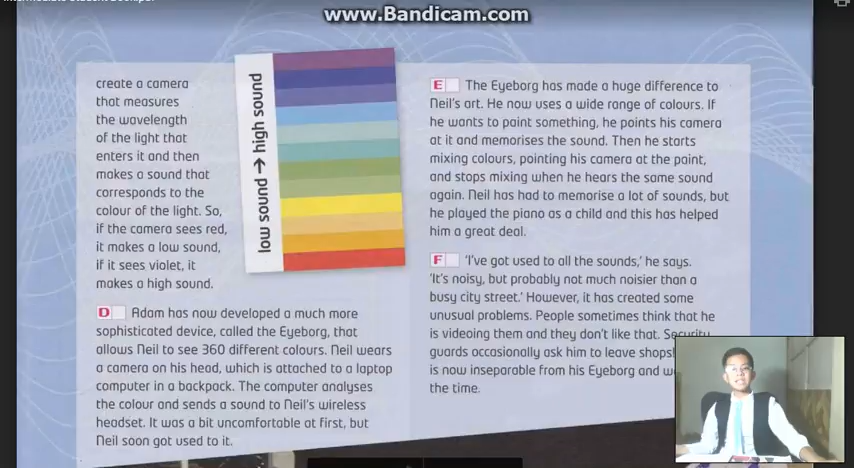 www.Bandicam.com
create a camera
that measures
the wavelength
of the light that
enters it and then
makes a sound that
corresponds to the
colour of the light. So,
if the camera sees red,
it makes a low sound,
if it sees violet, it
makes a high sound.
low sound → high sound
D Adam has now developed a much more
sophisticated device, called the Eyeborg, that
allows Neil to see 360 different colours. Neil wears
a camera on his head, which is attached to a laptop
computer in a backpack. The computer analyses
the colour and sends a sound to Neil's wireless
headset. It was a bit uncomfortable at first, but
Neil soon got used to it.
E The Eyeborg has made a huge difference to
Neil's art. He now uses a wide range of colours. If
he wants to paint something, he points his camera
at it and memorises the sound. Then he starts
mixing colours, pointing his camera at the paint,
and stops mixing when he hears the same sound
again. Neil has had to memorise a lot of sounds, but
he played the piano as a child and this has helped
him a great deal.
F 'I've got used to all the sounds,' he says.
'It's noisy, but probably not much noisier than a
busy city street.' However, it has created some
unusual problems. People sometimes think that he
is videoing them and they don't like that. Security
guards occasionally ask him to leave shops!
is now inseparable from his Eyeborg and
the time.